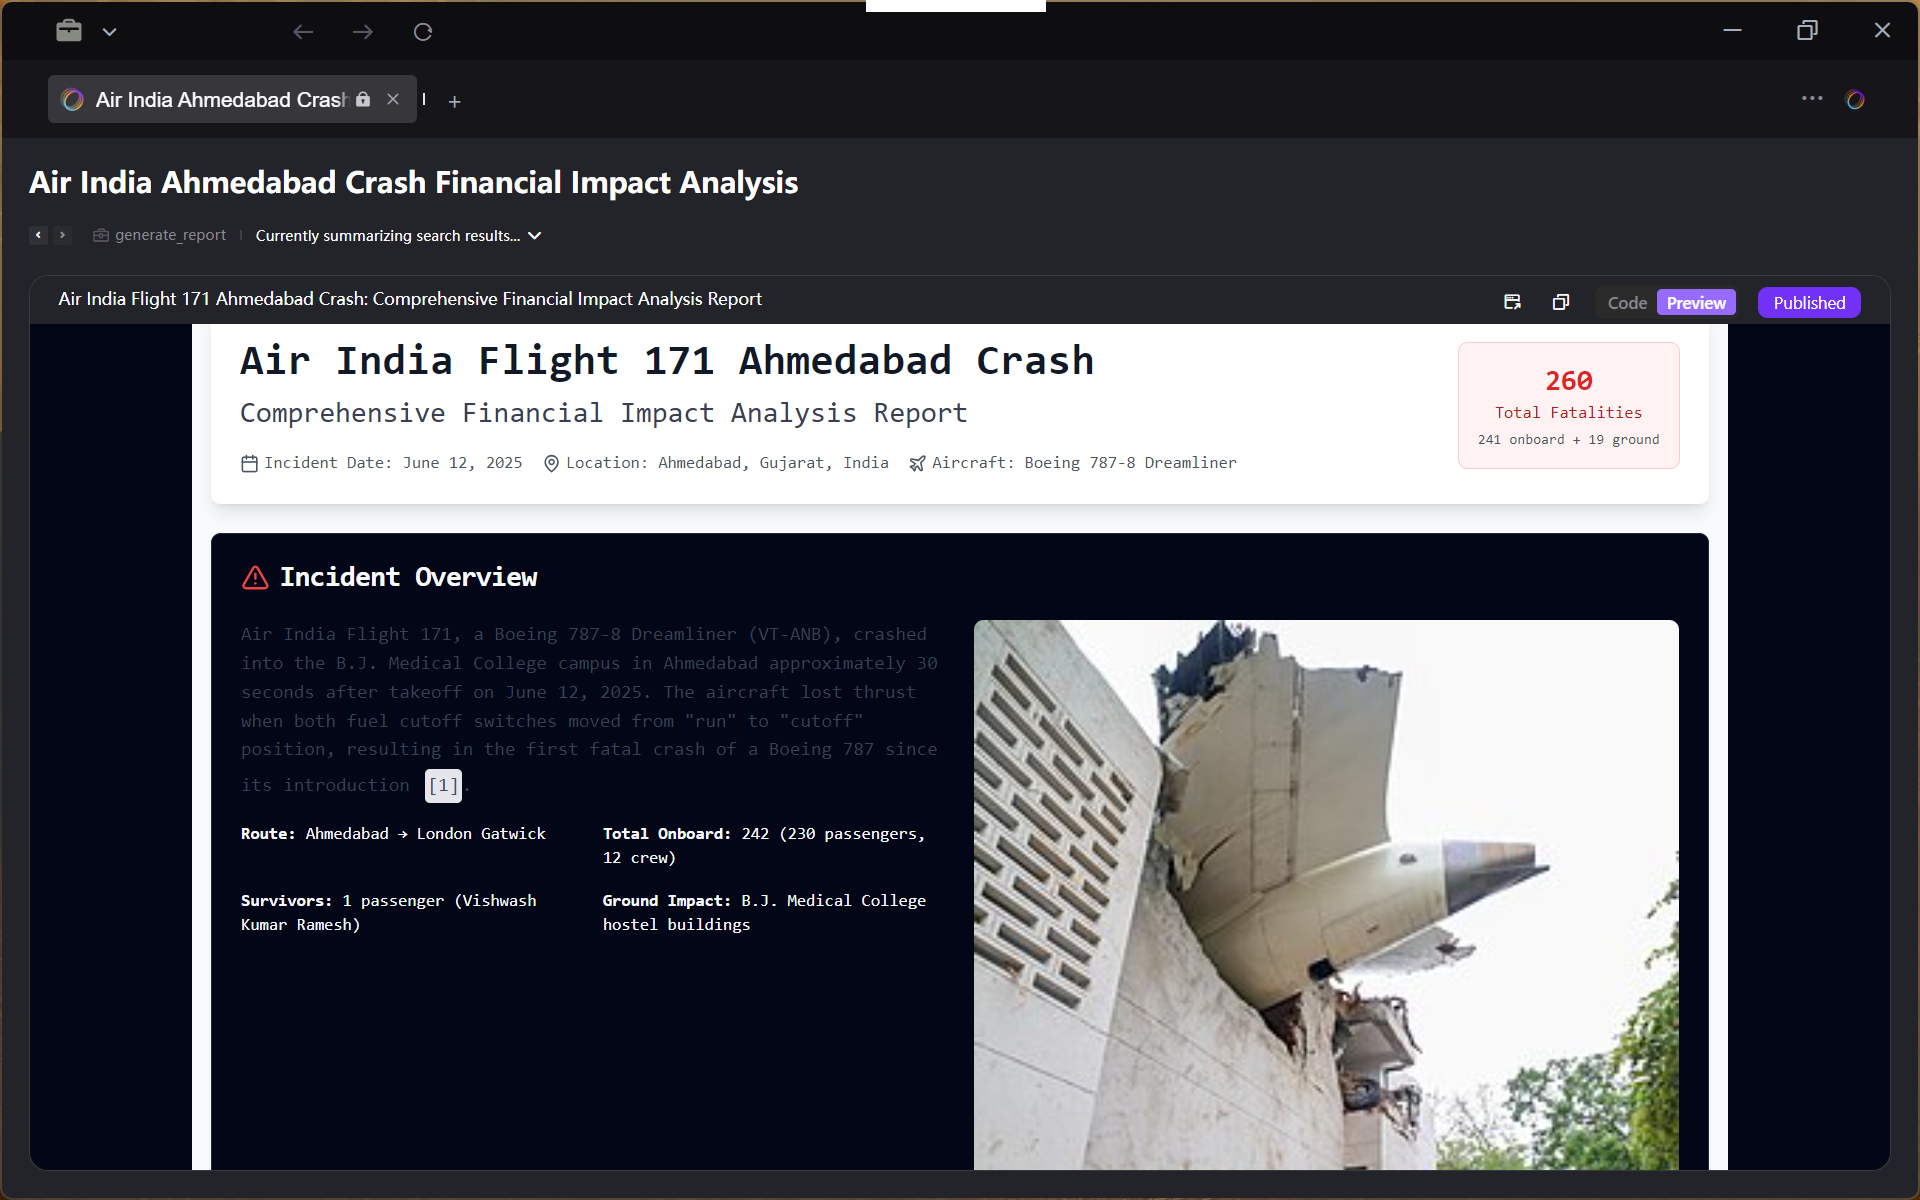 Air India Ahmedabad Crash
Air India Ahmedabad Crash Financial Impact Analysis
generate_report
Currently summarizing search results...
Air India Flight 171 Ahmedabad Crash: Comprehensive Financial Impact Analysis Report
Code
Preview
Published
Air India Flight 171 Ahmedabad Crash
Comprehensive Financial Impact Analysis Report
Incident Date: June 12, 2025
Location: Ahmedabad, Gujarat, India
Aircraft: Boeing 787-8 Dreamliner
260
Total Fatalities
241 onboard + 19 ground
Incident Overview
Air India Flight 171, a Boeing 787-8 Dreamliner (VT-ANB), crashed
into the B.J. Medical College campus in Ahmedabad approximately 30
seconds after takeoff on June 12, 2025. The aircraft lost thrust
when both fuel cutoff switches moved from "run" to "cutoff"
position, resulting in the first fatal crash of a Boeing 787 since
its introduction [1].
Route: Ahmedabad → London Gatwick
Total Onboard: 242 (230 passengers,
12 crew)
Survivors: 1 passenger (Vishwash
Kumar Ramesh)
Ground Impact: B.J. Medical College
hostel buildings